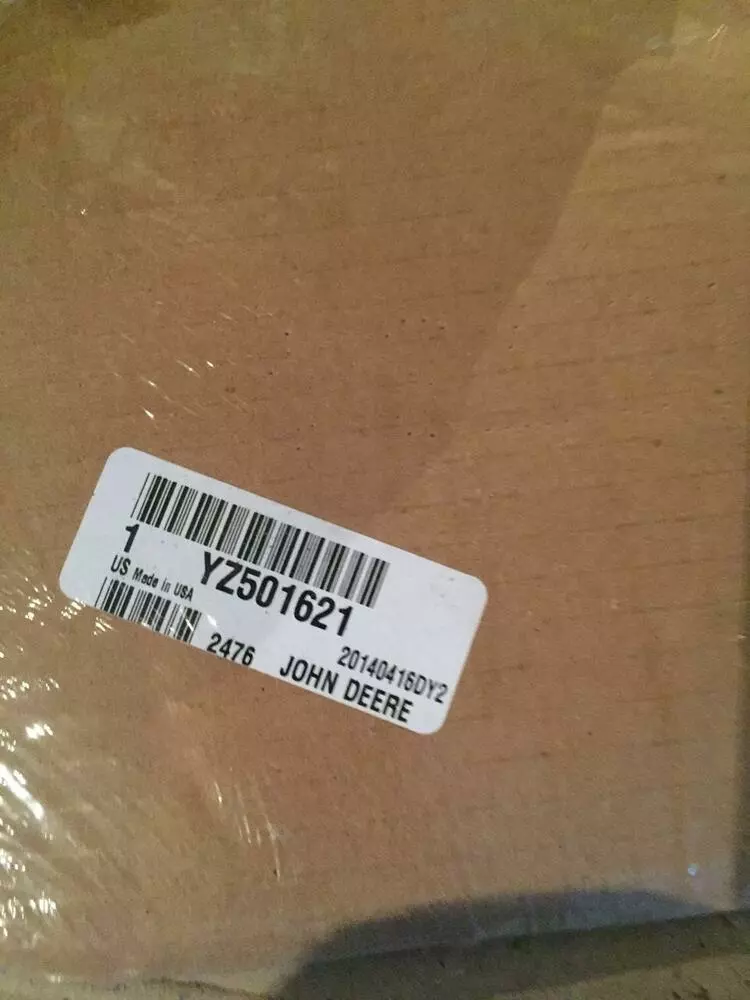 1 YZ501621
US Made in USA
20140416DY2
2476 JOHN DEERE